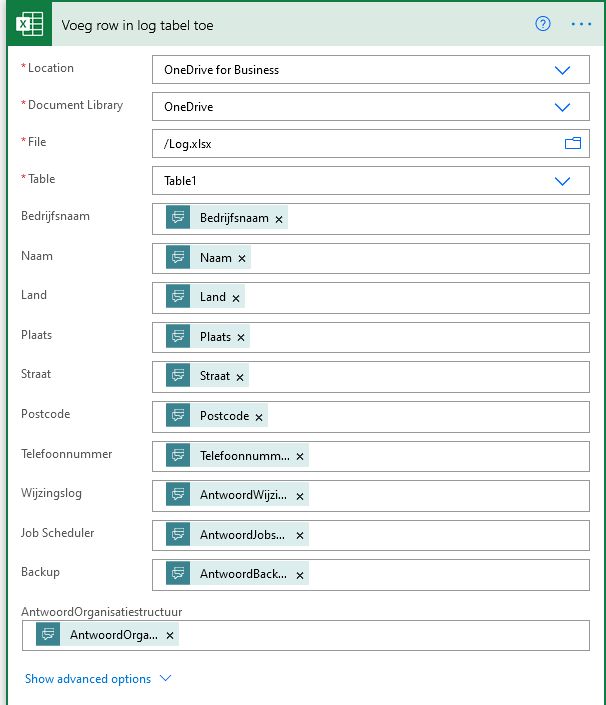 Voeg row in log tabel toe
* Location
OneDrive for Business
* Document Library
OneDrive
* File
/Log.xlsx
* Table
Table1
Bedrijfsnaam
Bedrijfsnaam ×
Naam
Naam ×
Land
Land ×
Plaats
Plaats ×
Straat
Straat ×
Postcode
Postcode ×
Telefoonnummer
Telefoonnumm... ×
Wijzingslog
AntwoordWijzi... ×
Job Scheduler
AntwoordJobs... ×
Backup
AntwoordBack... ×
AntwoordOrganisatiestructuur
AntwoordOrga... ×
Show advanced options